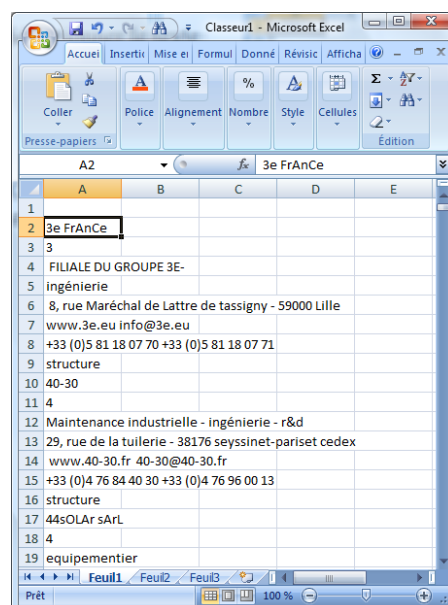 Classeur1 - Microsoft Excel
Accueil Insertio Mise er Formul Donné Révisic Afficha
Coller Police Alignement Nombre Style Cellules
Presse-papiers Édition
A2 fx 3e FrAnCe
A B C D E
1
2 3e FrAnCe
3 3
4 FILIALE DU GROUPE 3E-
5 ingénierie
6 8, rue Maréchal de Lattre de tassigny - 59000 Lille
7 www.3e.eu info@3e.eu
8 +33 (0)5 81 18 07 70 +33 (0)5 81 18 07 71
9 structure
10 40-30
11 4
12 Maintenance industrielle - ingénierie - r&d
13 29, rue de la tuilerie - 38176 seyssinet-pariset cedex
14 www.40-30.fr 40-30@40-30.fr
15 +33 (0)4 76 84 40 30 +33 (0)4 76 96 00 13
16 structure
17 44sOLAr sArL
18 4
19 equipementier
Feuil1 Feuil2 Feuil3
Prêt 100 %